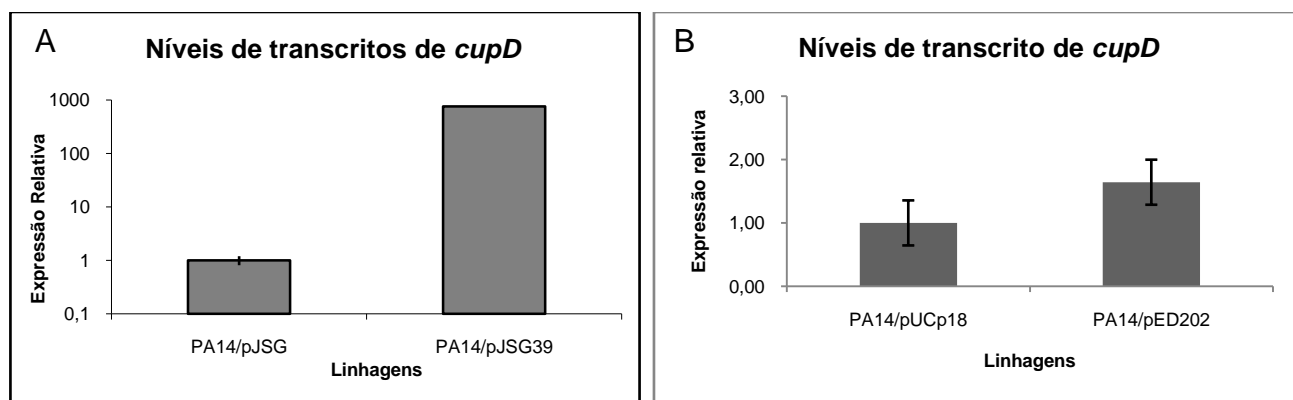 A
Níveis de transcritos de cupD
Expressão Relativa
1000
100
10
1
0,1
PA14/pJSG
PA14/pJSG39
Linhagens
B
Níveis de transcrito de cupD
Expressão relativa
3,00
2,00
1,00
0,00
PA14/pUCp18
PA14/pED202
Linhagens